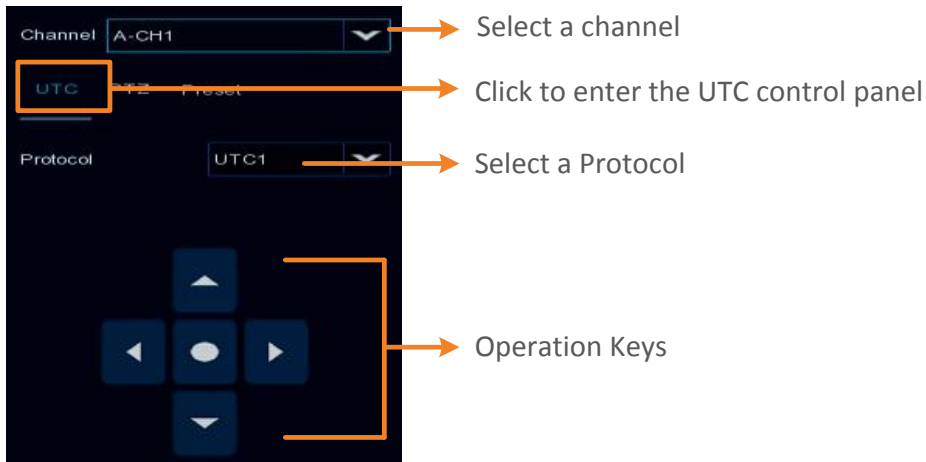 Channel A-CH1 Select a channel
UTC PTZ Preset Click to enter the UTC control panel
Protocol UTC1 Select a Protocol
Operation Keys